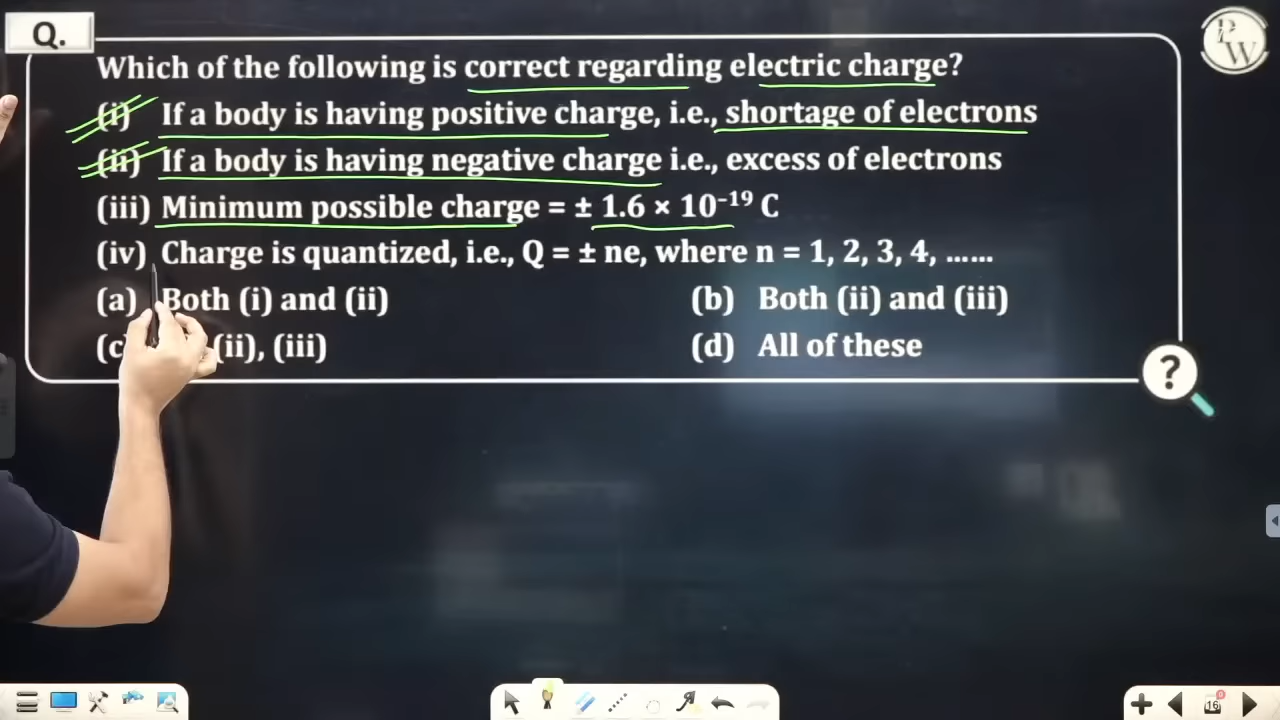 Q.
PW
Which of the following is correct regarding electric charge?
(i) If a body is having positive charge, i.e., shortage of electrons
(ii) If a body is having negative charge i.e., excess of electrons
(iii) Minimum possible charge = ± 1.6 × 10⁻¹⁹ C
(iv) Charge is quantized, i.e., Q = ± ne, where n = 1, 2, 3, 4, ......
(a) Both (i) and (ii) (b) Both (ii) and (iii)
(c (ii), (iii) (d) All of these
?
16